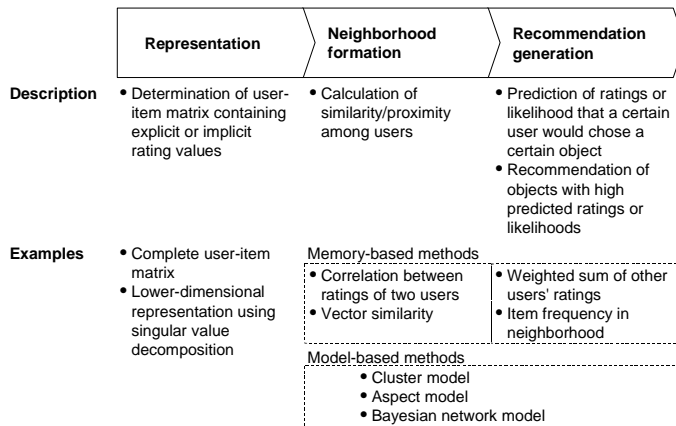 Representation
Neighborhood
formation
Recommendation
generation
Description
• Determination of user-
item matrix containing
explicit or implicit
rating values
• Calculation of
similarity/proximity
among users
• Prediction of ratings or
likelihood that a certain
user would chose a
certain object
• Recommendation of
objects with high
predicted ratings or
likelihoods
Examples
• Complete user-item
matrix
• Lower-dimensional
representation using
singular value
decomposition
Memory-based methods
• Correlation between
ratings of two users
• Vector similarity
• Weighted sum of other
users' ratings
• Item frequency in
neighborhood
Model-based methods
• Cluster model
• Aspect model
• Bayesian network model